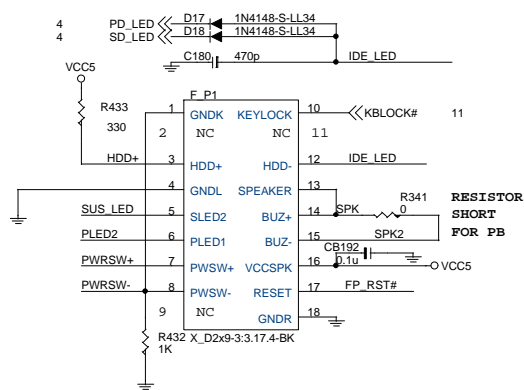 4 PD_LED D17 1N4148-S-LL34
4 SD_LED D18 1N4148-S-LL34
C180 470p IDE_LED
VCC5
F_P1
R433
330
1 GNDK KEYLOCK 10 KBLOCK# 11
2 NC NC 11
HDD+ 3 HDD+ HDD- 12 IDE_LED
4 GNDL SPEAKER 13
R341
0
RESISTOR
SHORT
FOR PB
SUS_LED 5 SLED2 BUZ+ 14 SPK
PLED2 6 PLED1 BUZ- 15 SPK2
CB192
0.1u
PWRSW+ 7 PWSW+ VCCSPK 16 VCC5
PWRSW- 8 PWSW- RESET 17 FP_RST#
9 NC GNDR 18
R432
1K
X_D2x9-3:3.17.4-BK